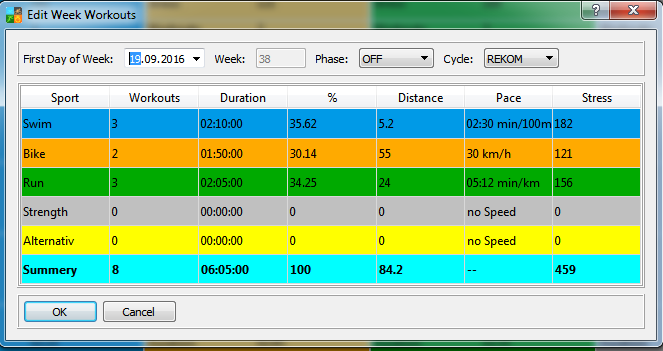 Edit Week Workouts
First Day of Week: 19.09.2016 Week: 38 Phase: OFF Cycle: REKOM
Sport Workouts Duration % Distance Pace Stress
Swim 3 02:10:00 35.62 5.2 02:30 min/100m 182
Bike 2 01:50:00 30.14 55 30 km/h 121
Run 3 02:05:00 34.25 24 05:12 min/km 156
Strength 0 00:00:00 0 0 no Speed 0
Alternativ 0 00:00:00 0 0 no Speed 0
Summery 8 06:05:00 100 84.2 -- 459
OK Cancel